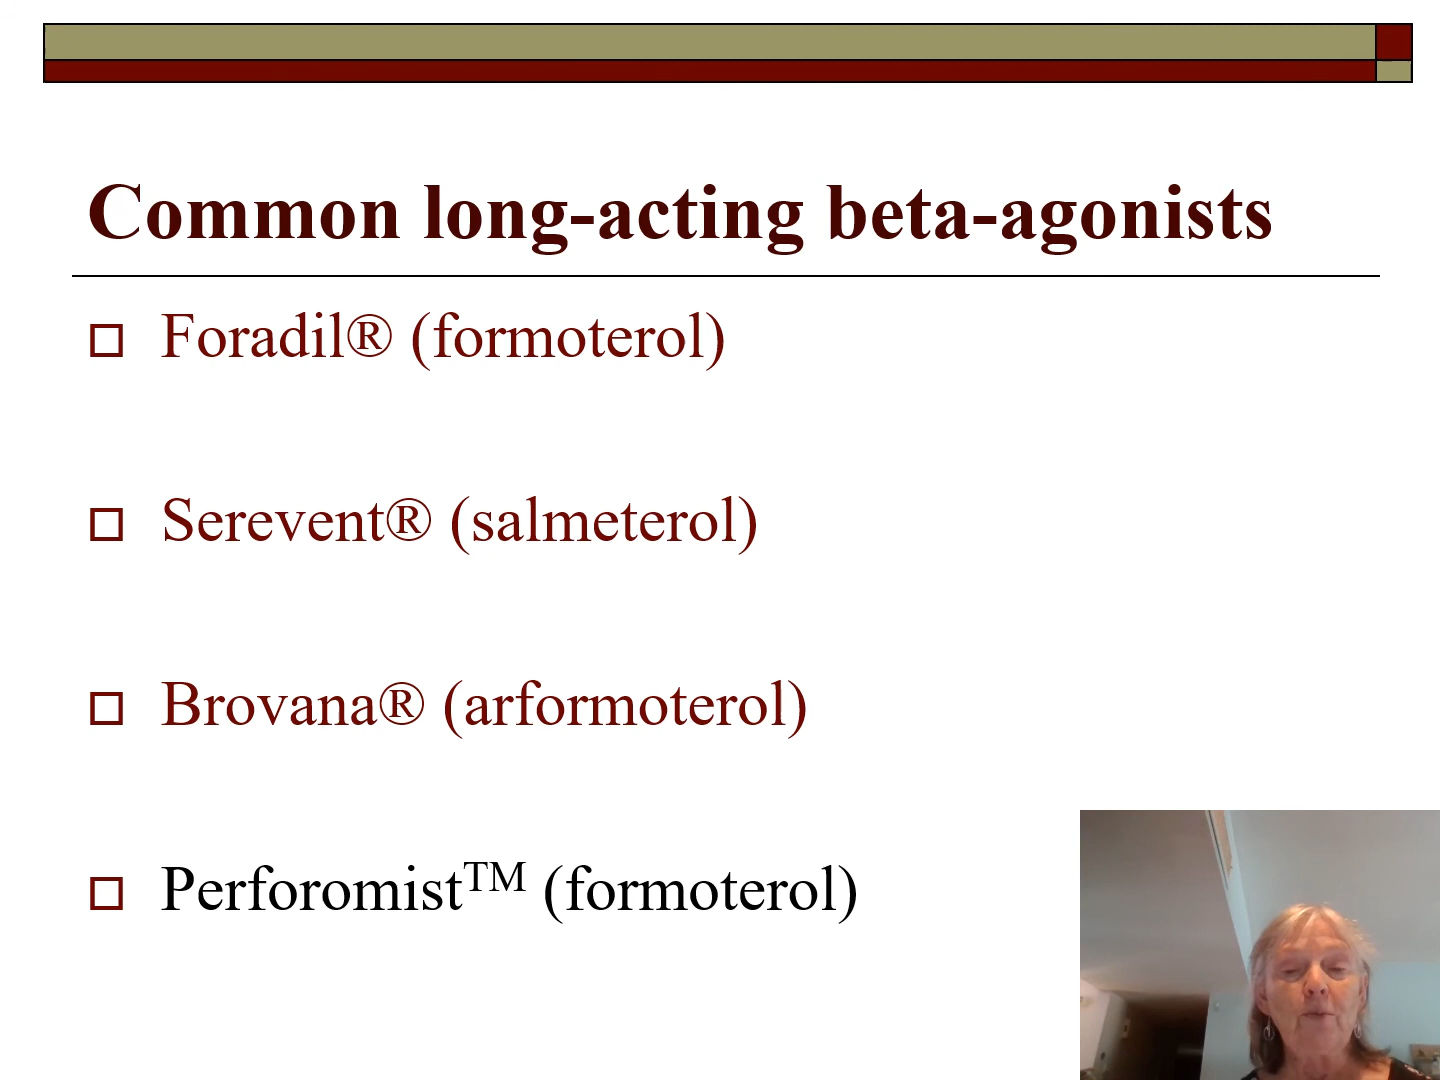 Common long-acting beta-agonists
Foradil® (formoterol)
Serevent® (salmeterol)
Brovana® (arformoterol)
Perforomist™ (formoterol)